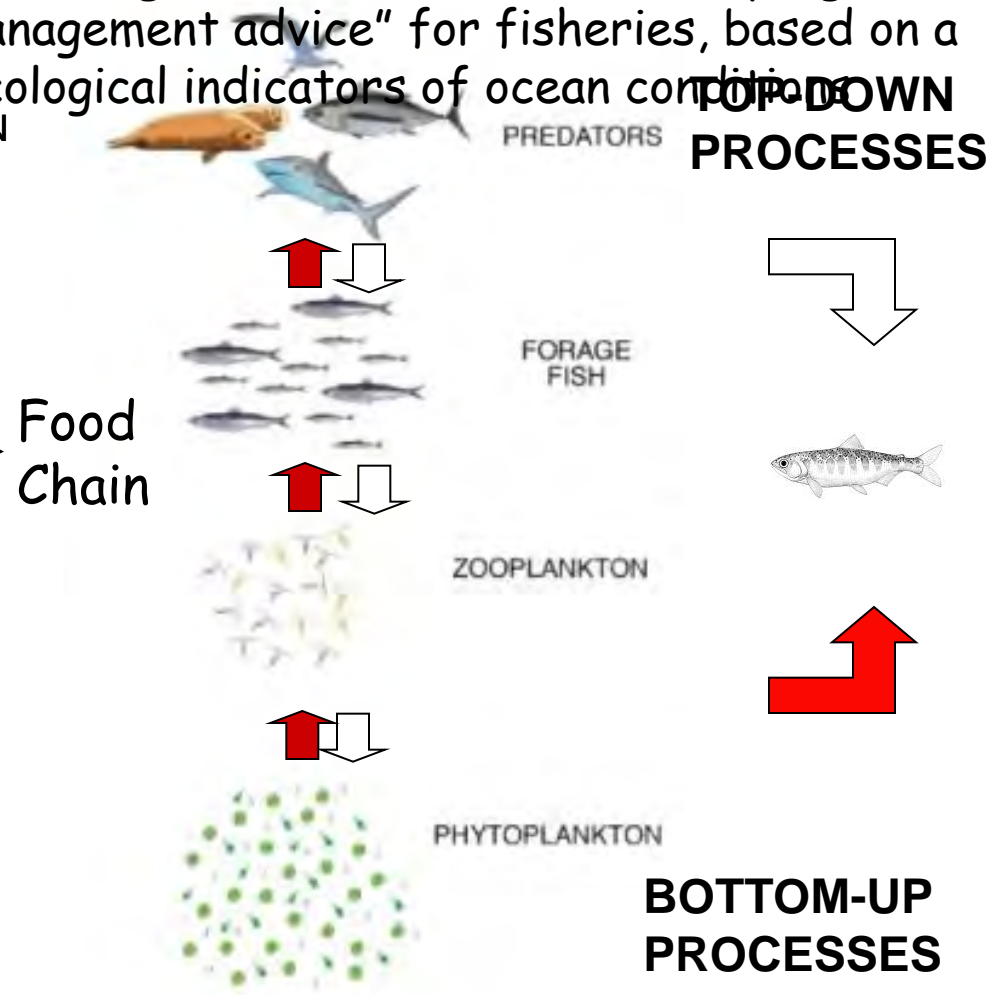 anagement advice” for fisheries, based on a
cological indicators of ocean conditions
TOP-DOWN
PROCESSES
N
PREDATORS
FORAGE
FISH
Food
Chain
ZOOPLANKTON
PHYTOPLANKTON
BOTTOM-UP
PROCESSES